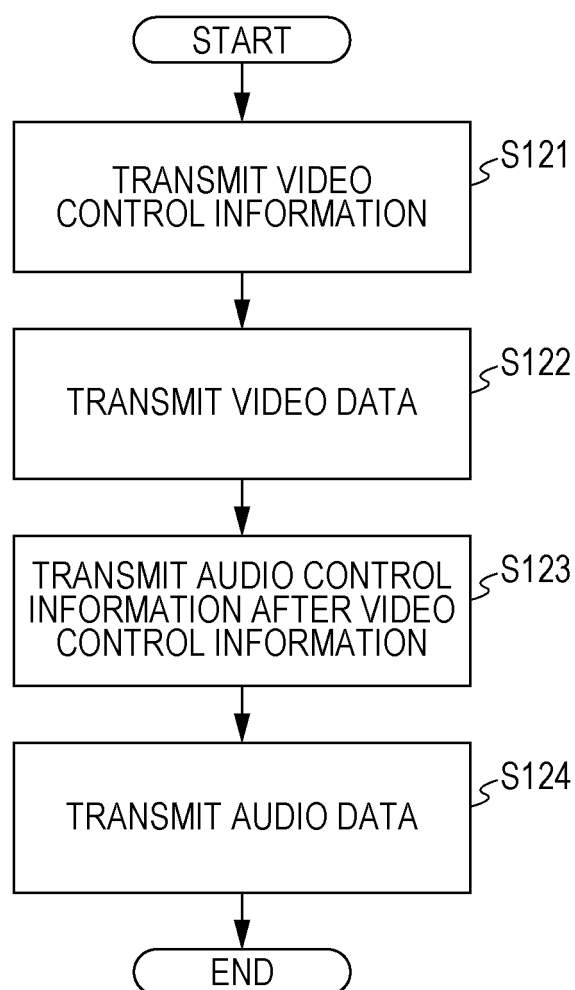 START
TRANSMIT VIDEO
CONTROL INFORMATION
S121
TRANSMIT VIDEO DATA
S122
TRANSMIT AUDIO CONTROL
INFORMATION AFTER VIDEO
CONTROL INFORMATION
S123
TRANSMIT AUDIO DATA
S124
END